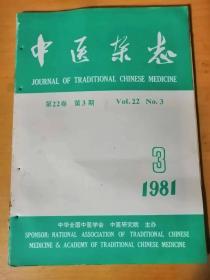 中医杂志
JOURNAL OF TRADITIONAL CHINESE MEDICINE
第22卷 第3期 Vol.22 No.3
3
1981
中华全国中医学会 中医研究院 主办
SPONSOR: NATIONAL ASSOCIATION OF TRADITIONAL CHINESE
MEDICINE & ACADEMY OF TRADITIONAL CHINESE MEDICINE